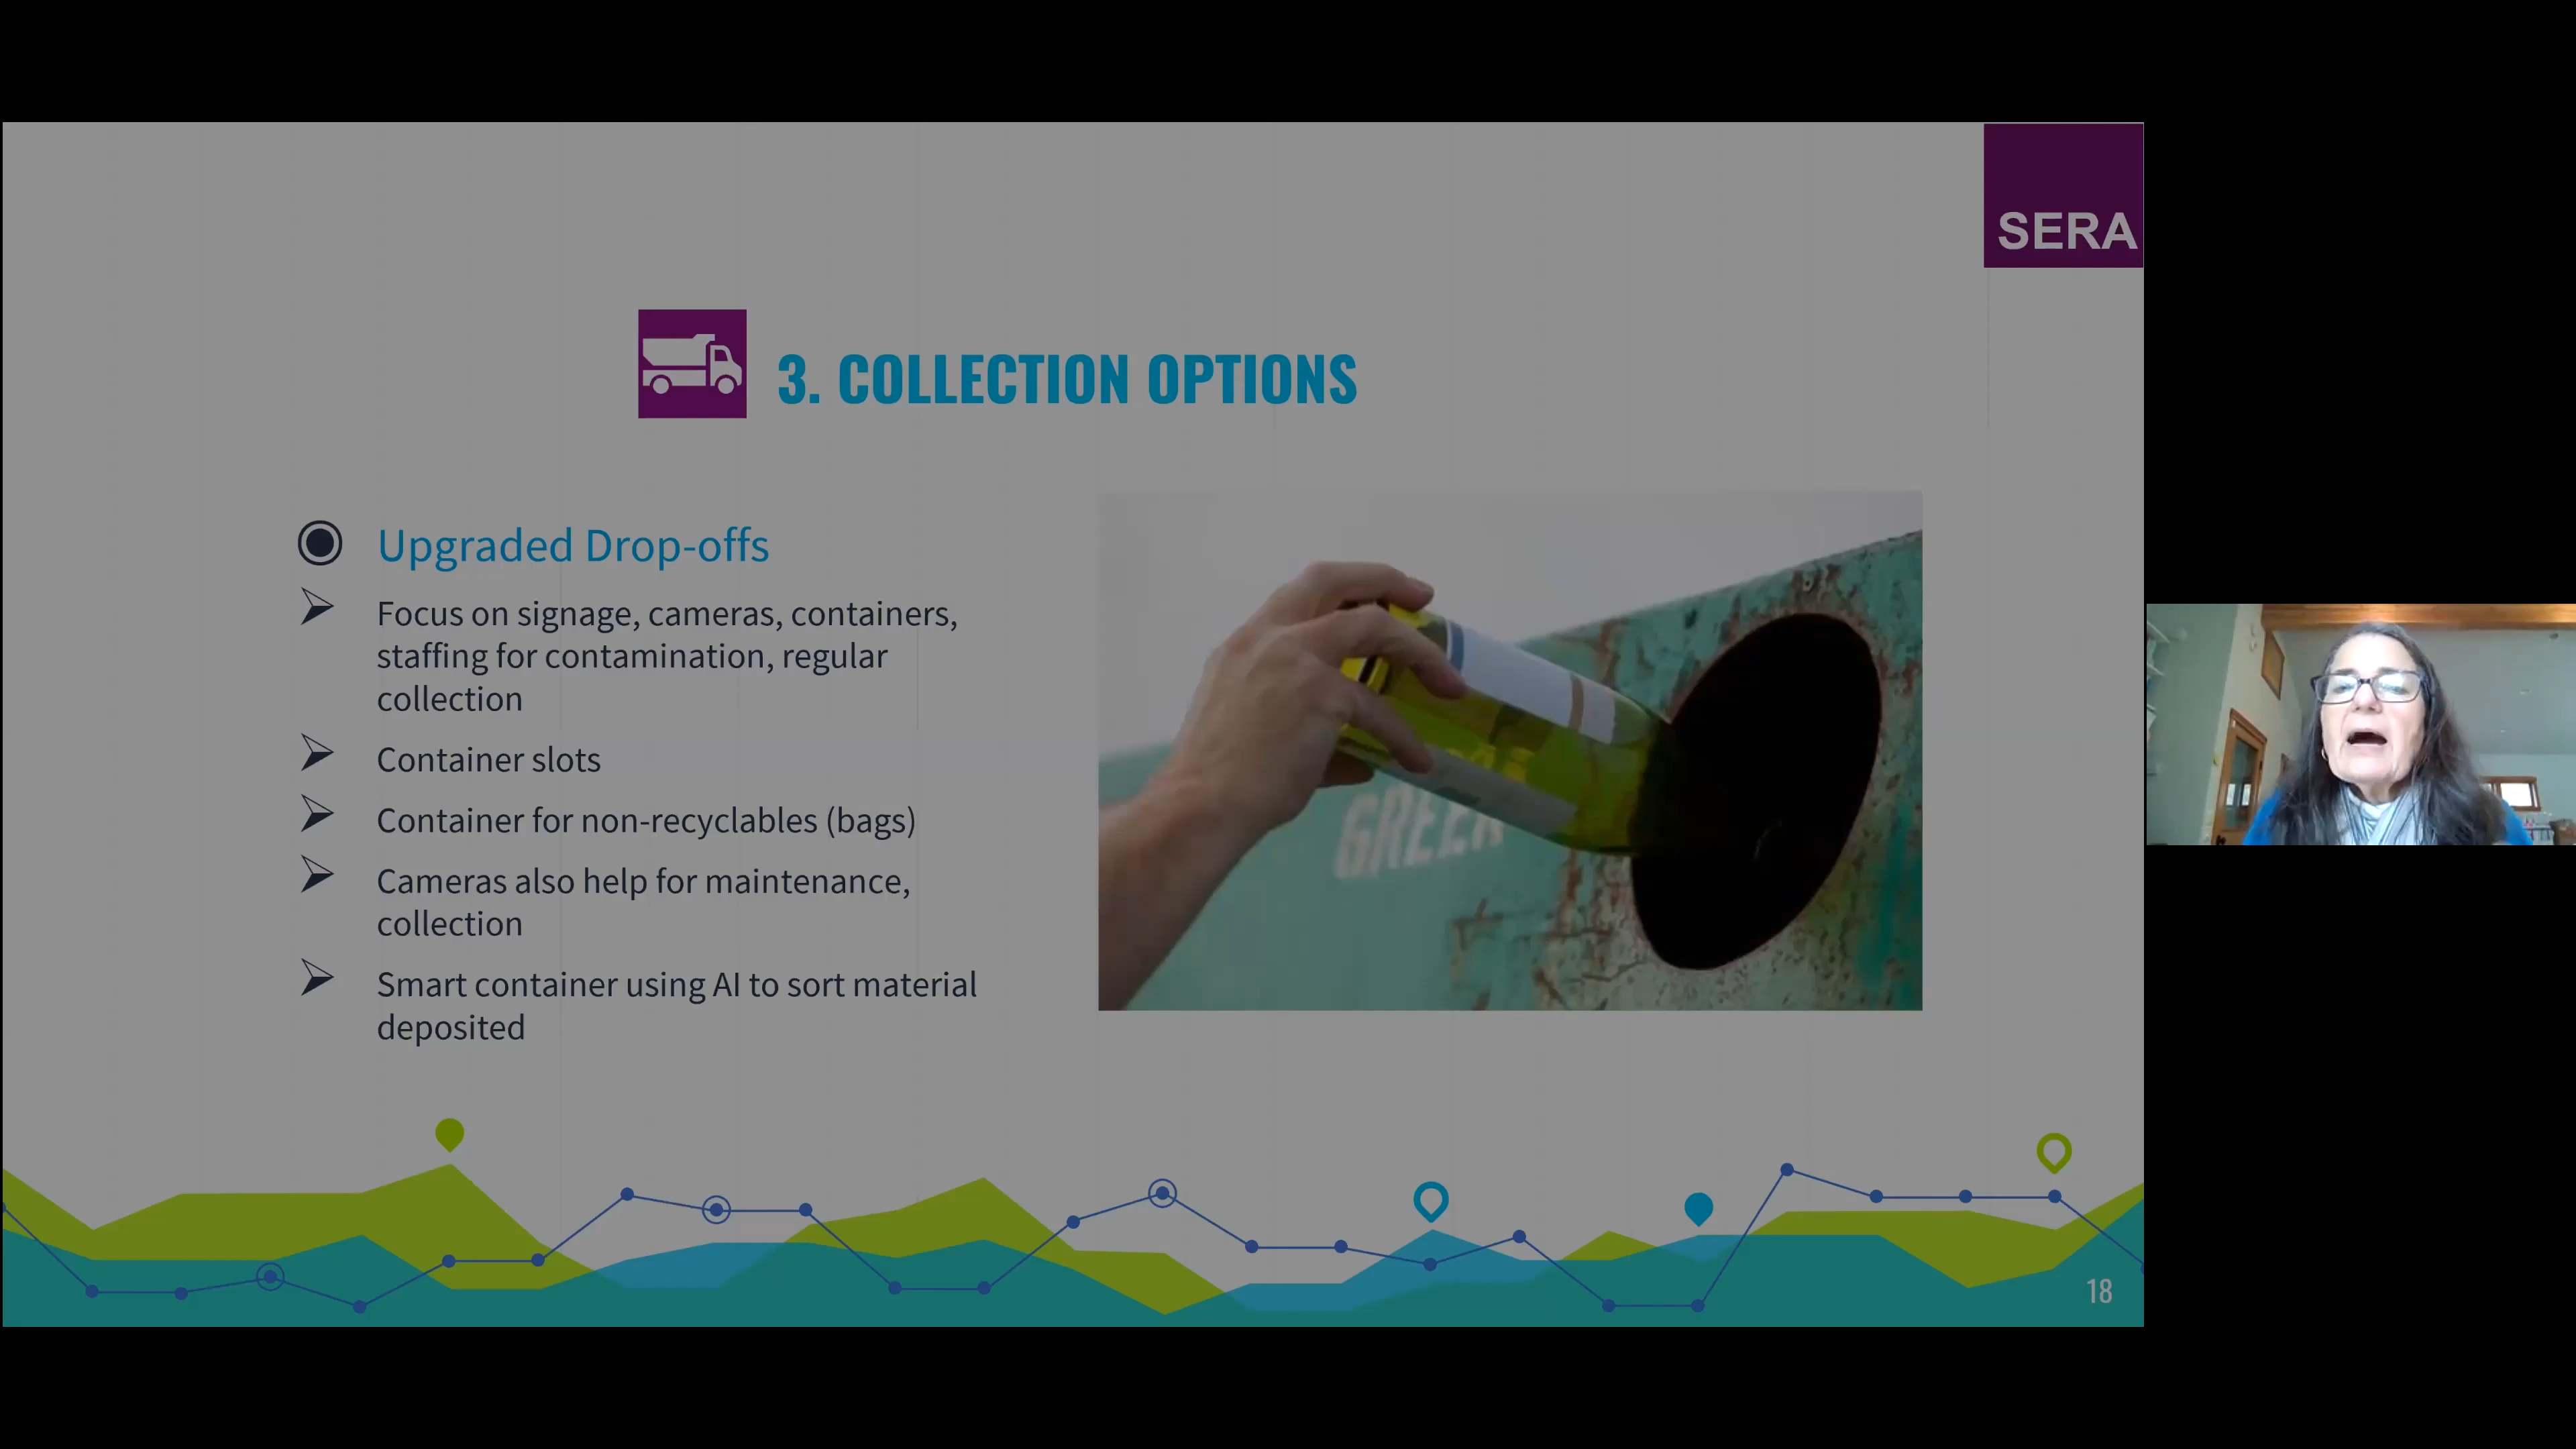 SERA
3. COLLECTION OPTIONS
Upgraded Drop-offs
Focus on signage, cameras, containers,
staffing for contamination, regular
collection
Container slots
Container for non-recyclables (bags)
Cameras also help for maintenance,
collection
Smart container using AI to sort material
deposited
GREEN
18